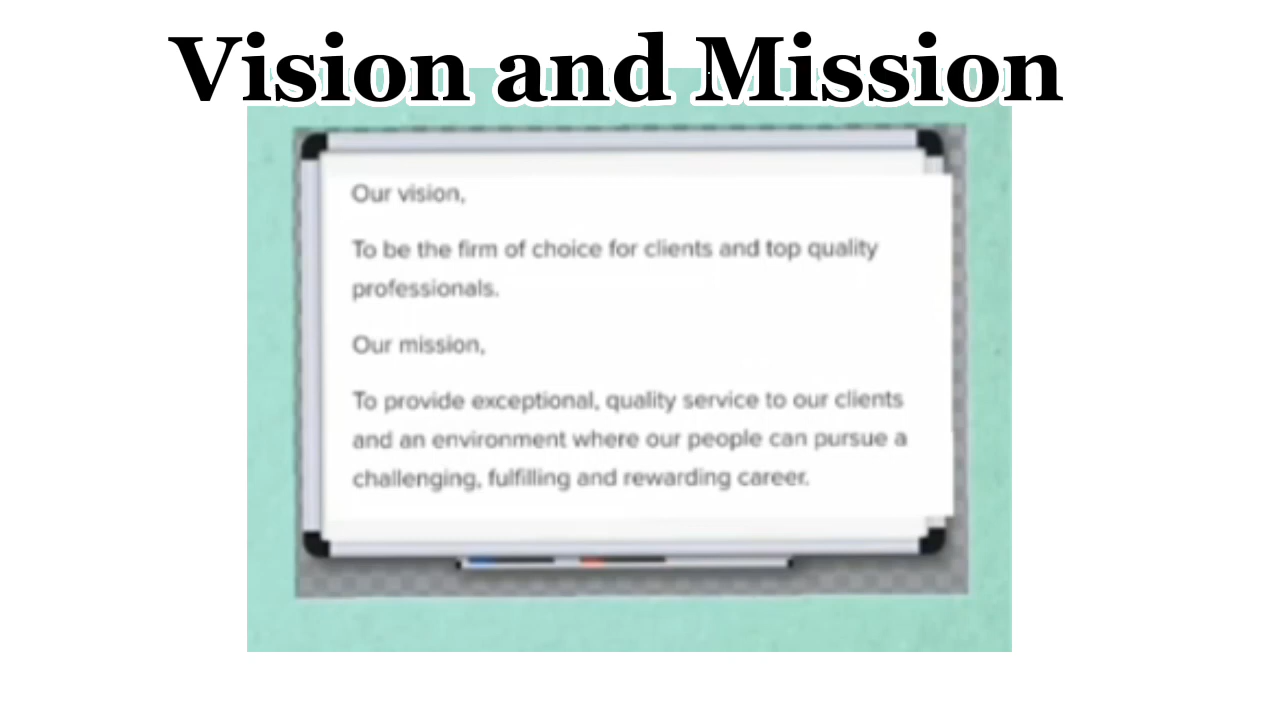 Vision and Mission
Our vision,
To be the firm of choice for clients and top quality
professionals.
Our mission,
To provide exceptional, quality service to our clients
and an environment where our people can pursue a
challenging, fulfilling and rewarding career.